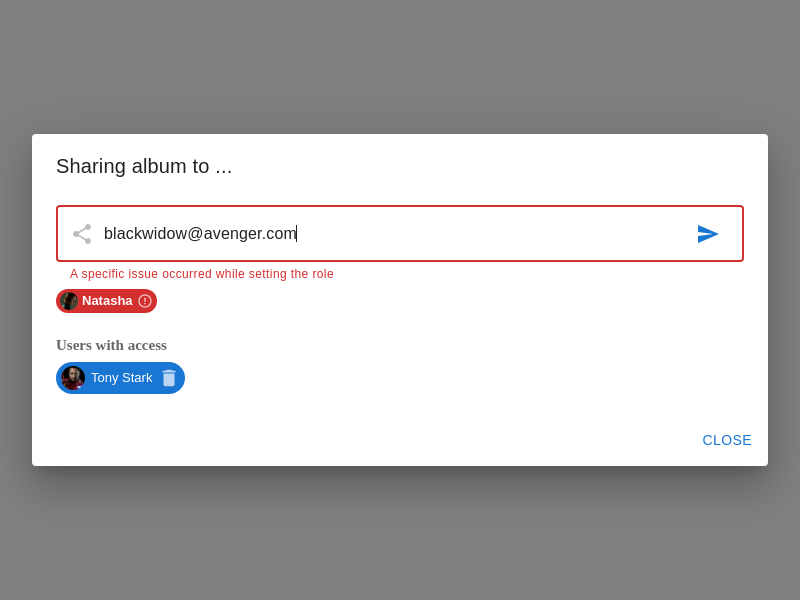 Sharing album to ...
blackwidow@avenger.com
A specific issue occurred while setting the role
Natasha
Users with access
Tony Stark
CLOSE